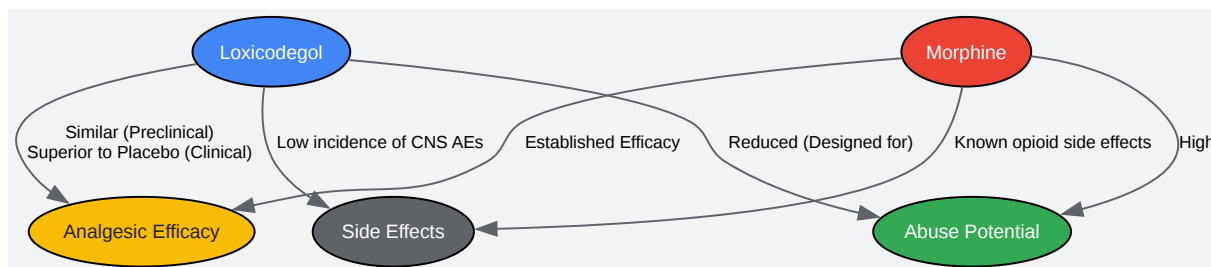 Loxicodegol
Morphine
Similar (Preclinical)
Superior to Placebo (Clinical)
Low incidence of CNS AEs
Established Efficacy
Reduced (Designed for)
Known opioid side effects
High
Analgesic Efficacy
Side Effects
Abuse Potential